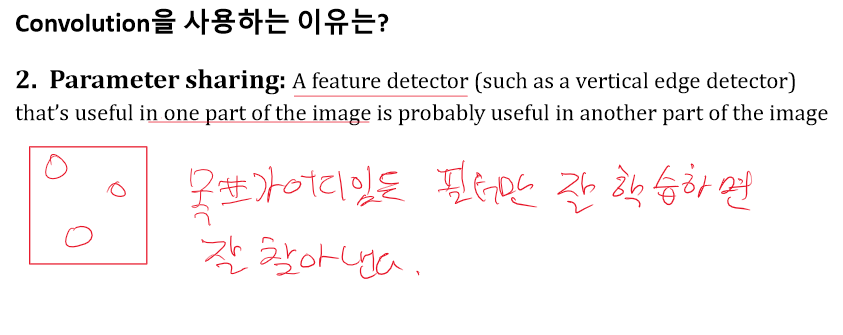 Convolution을 사용하는 이유는?
2. Parameter sharing: A feature detector (such as a vertical edge detector)
that's useful in one part of the image is probably useful in another part of the image
목표가 어디있든 필터만 잘 학습하면
잘 찾아낸다.